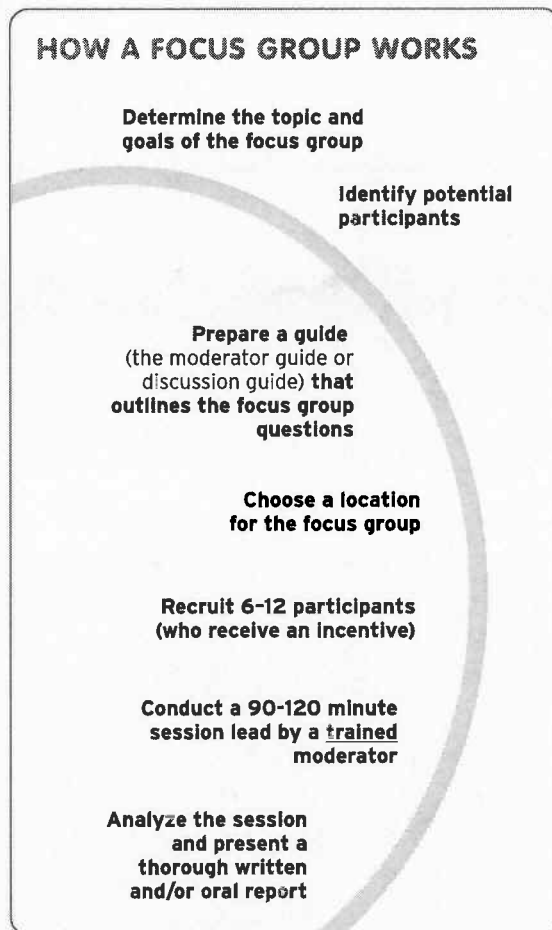 HOW A FOCUS GROUP WORKS
Determine the topic and
goals of the focus group
Identify potential
participants
Prepare a guide
(the moderator guide or
discussion guide) that
outlines the focus group
questions
Choose a location
for the focus group
Recruit 6-12 participants
(who receive an incentive)
Conduct a 90-120 minute
session lead by a trained
moderator
Analyze the session
and present a
thorough written
and/or oral report